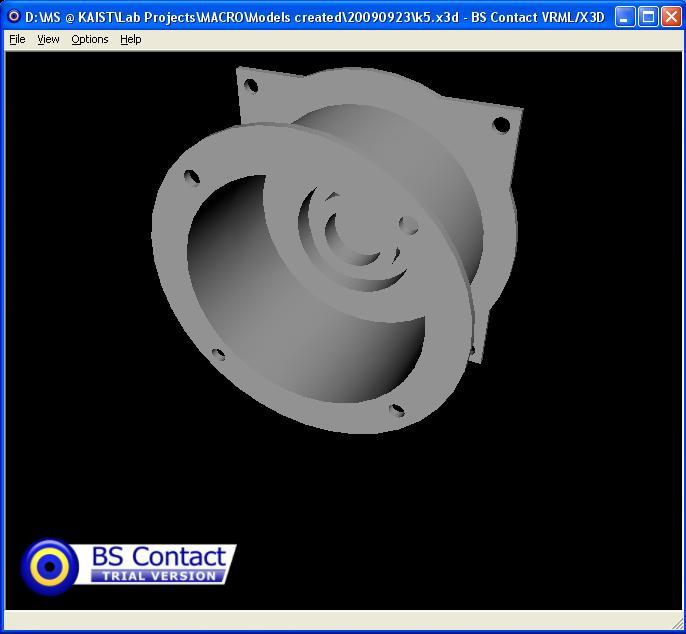 D:\MS @ KAIST\Lab Projects\MACRO\Models created\20090923\k5.x3d - BS Contact VRML/X3D
File View Options Help
BS Contact
TRIAL VERSION